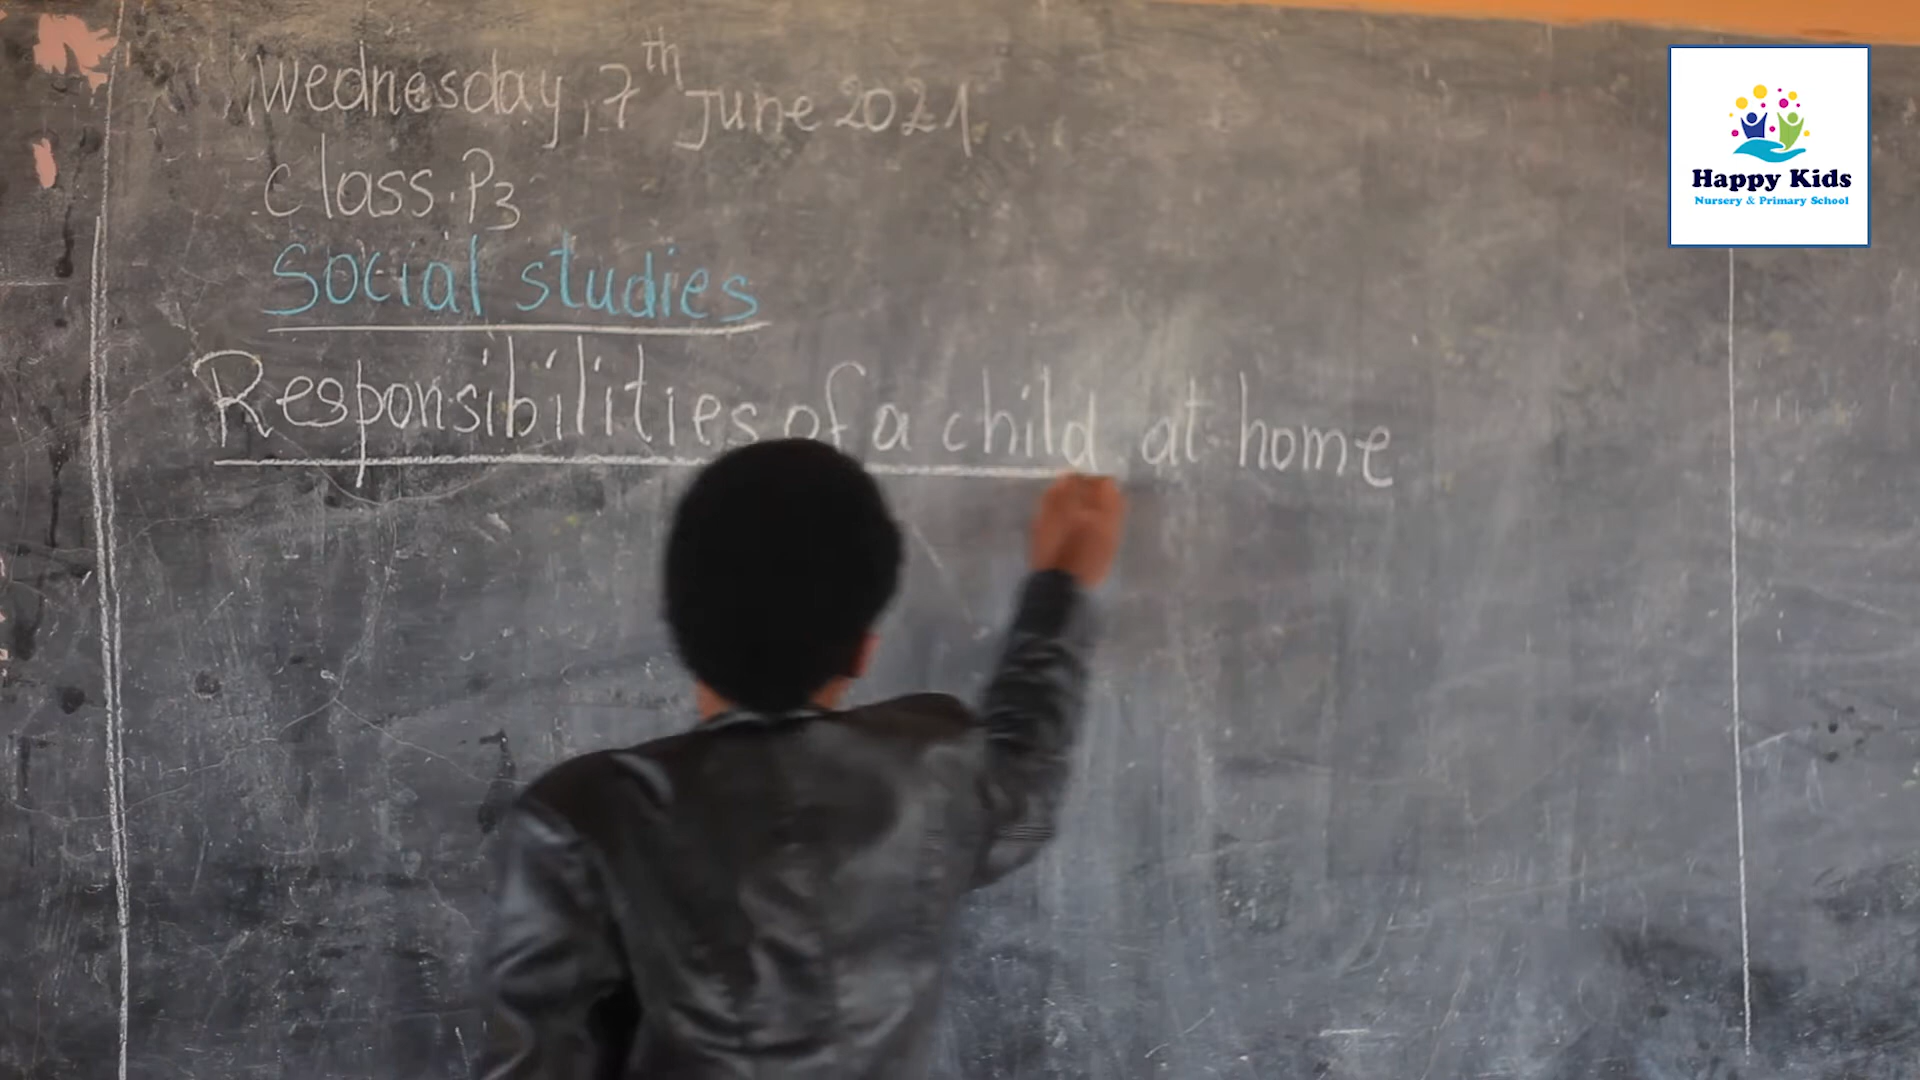 Wednesday, 7th June 2021
Class. P3
Social studies
Responsibilities of a child at home
Happy Kids
Nursery & Primary School